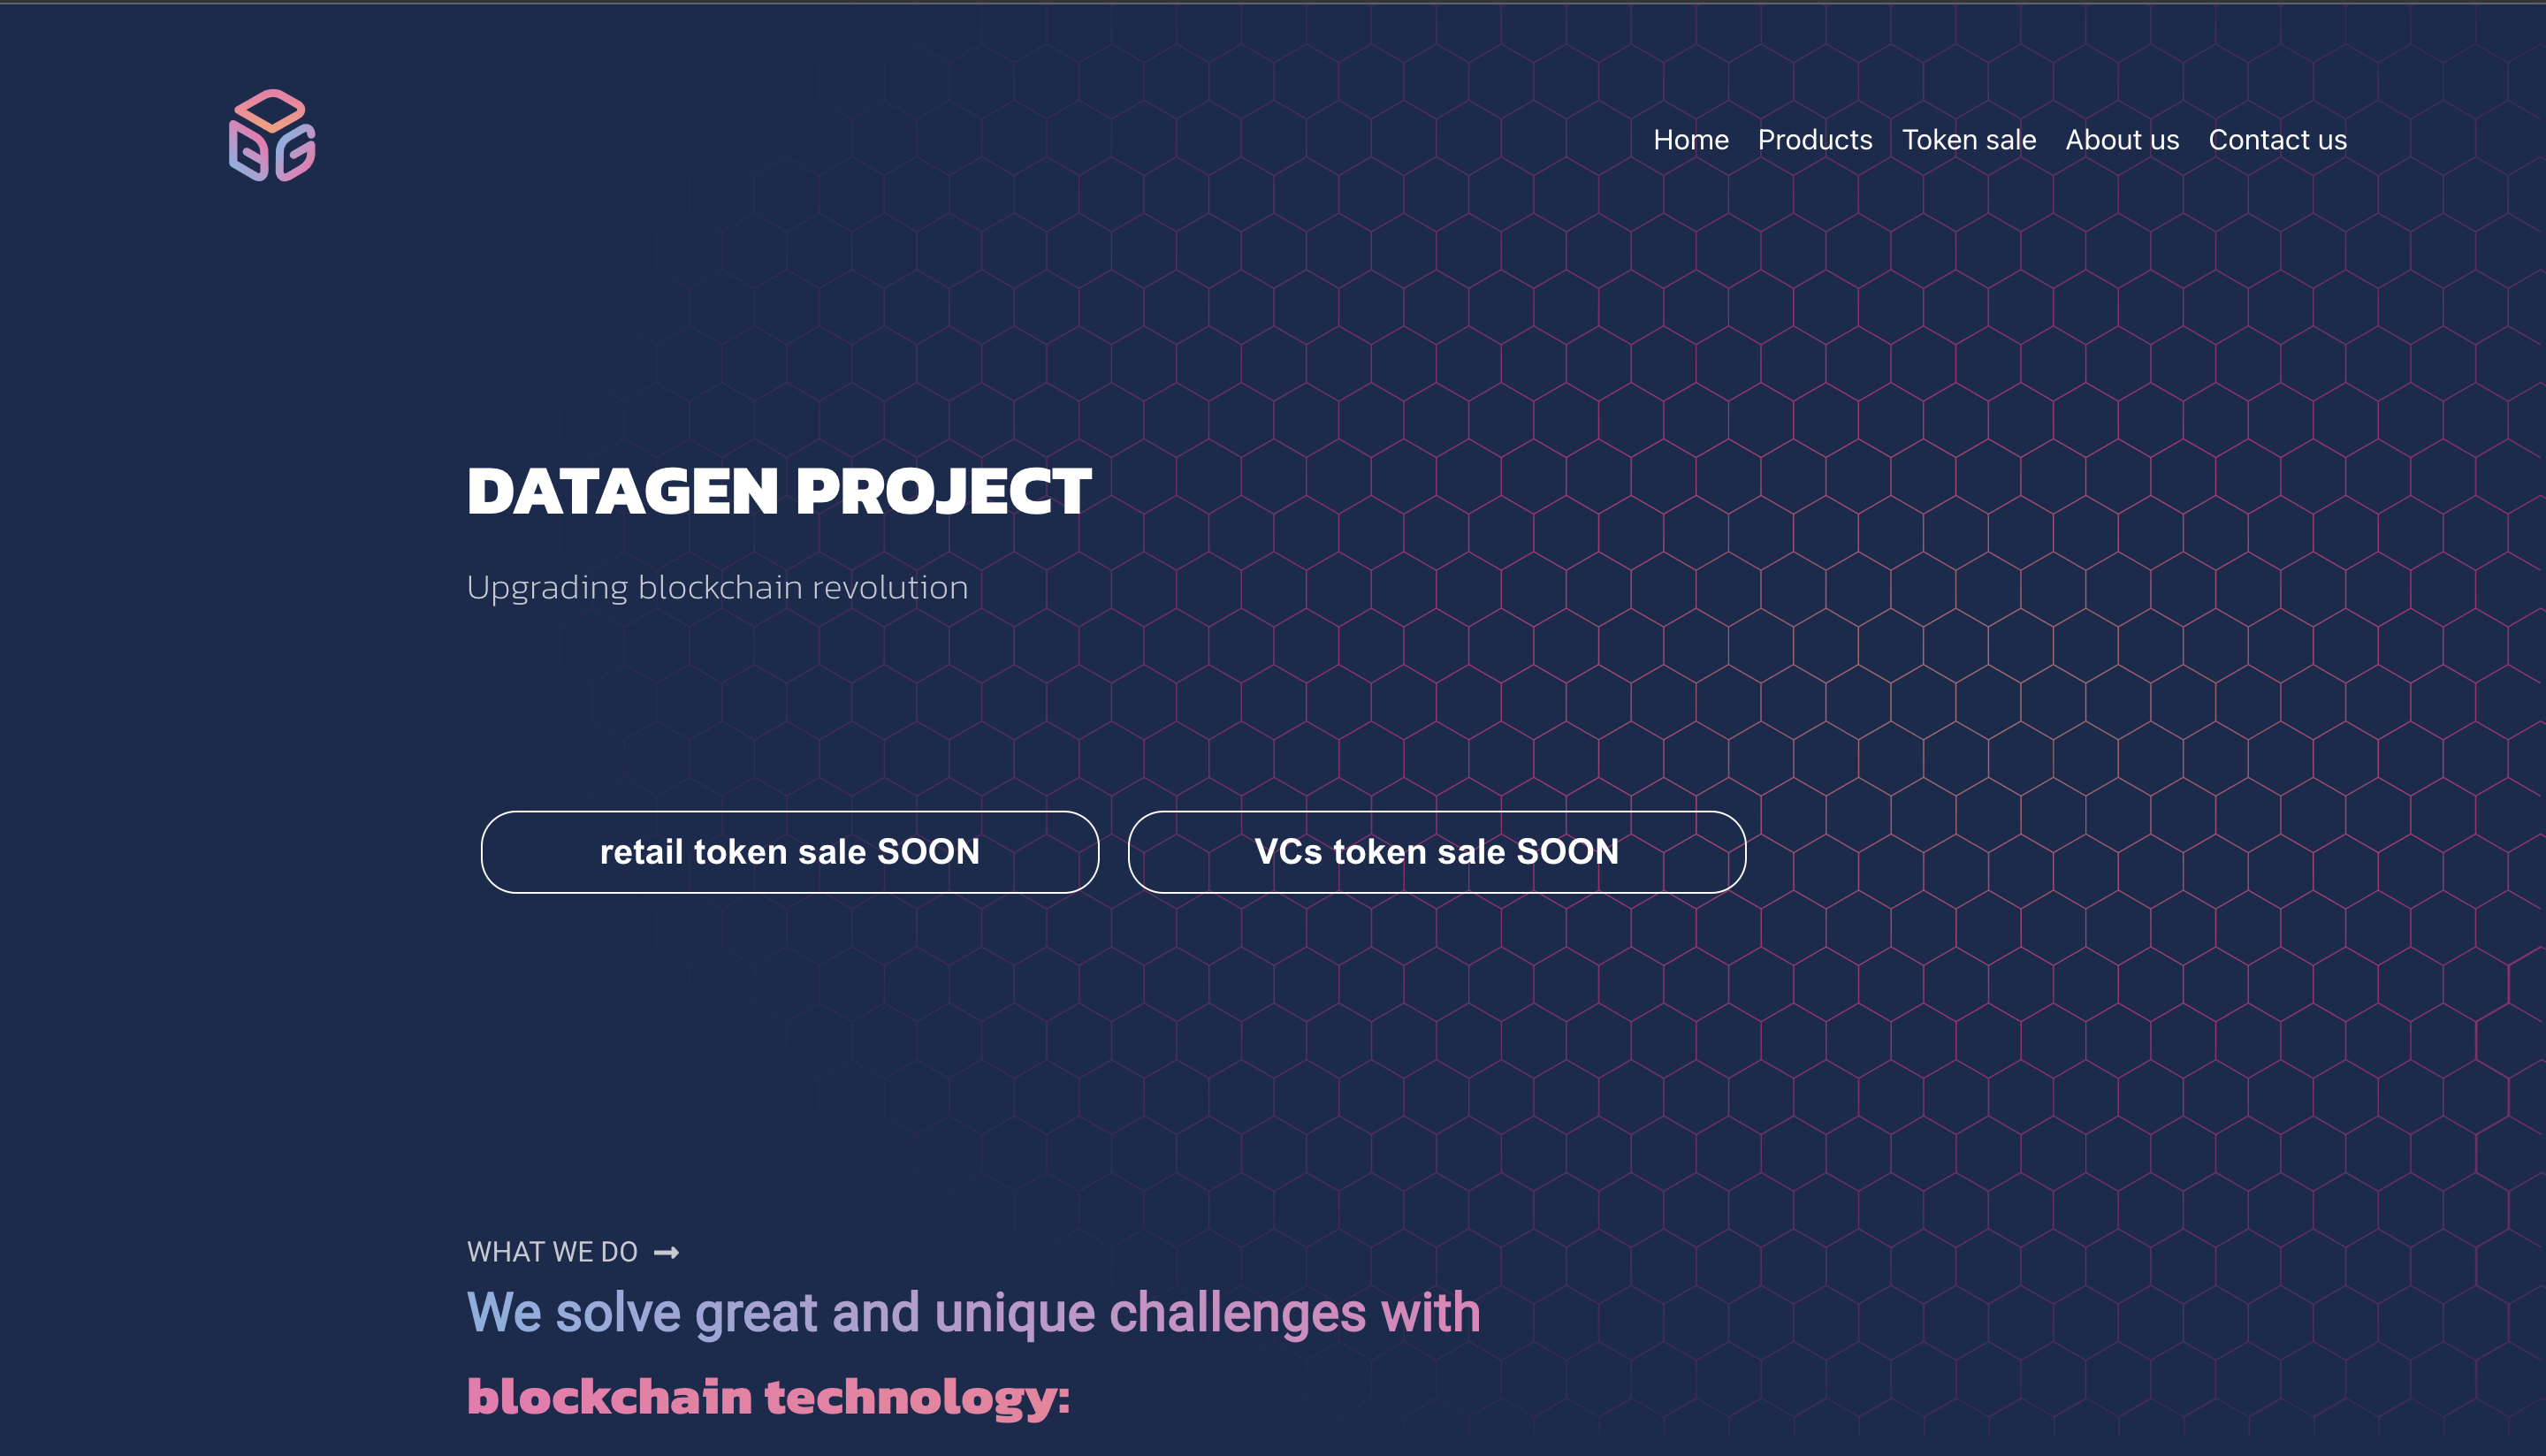 DG
Home Products Token sale About us Contact us
DATAGEN PROJECT
Upgrading blockchain revolution
retail token sale SOON
VCs token sale SOON
WHAT WE DO →
We solve great and unique challenges with
blockchain technology: